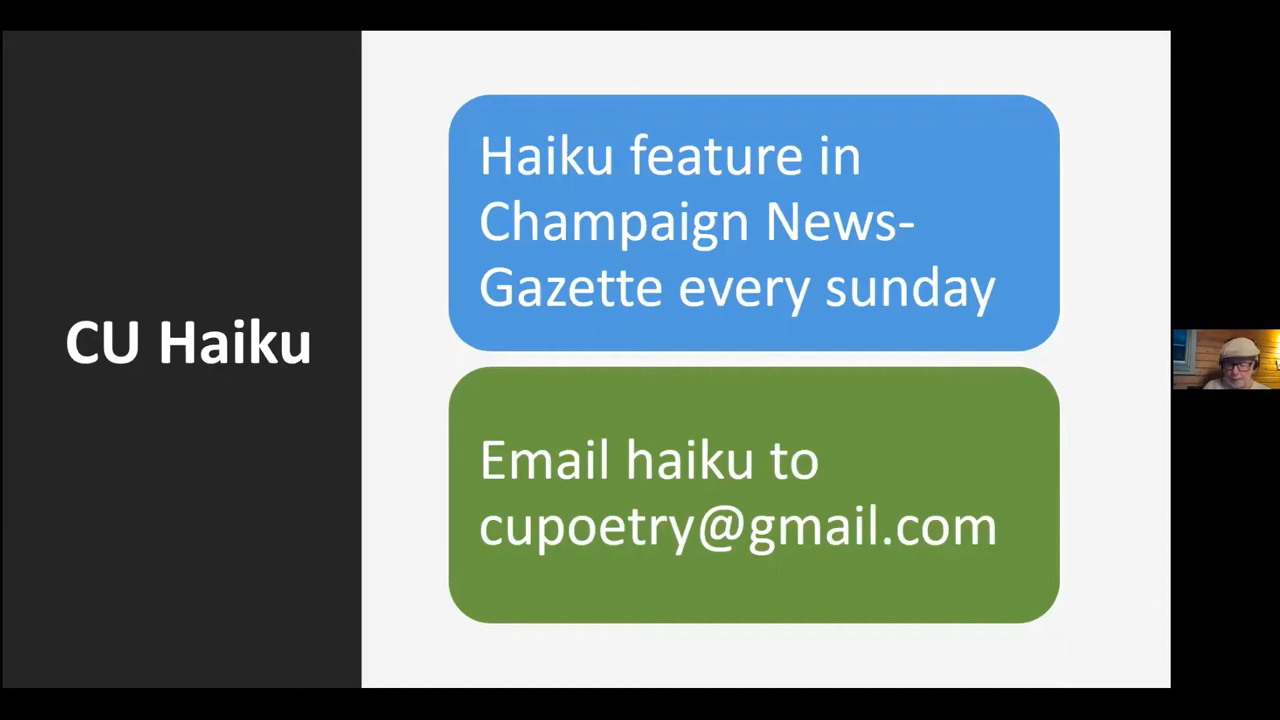 CU Haiku
Haiku feature in
Champaign News-
Gazette every sunday
Email haiku to
cupoetry@gmail.com